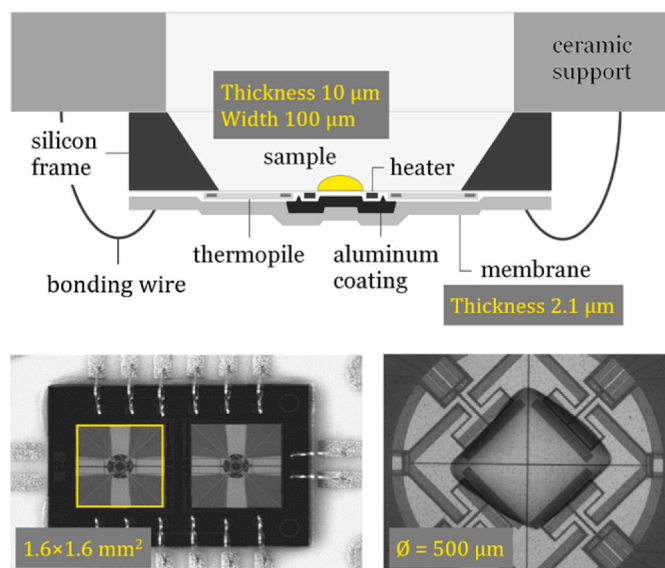 ceramic
support
Thickness 10 μm
Width 100 μm
silicon
frame
sample
heater
thermopile
aluminum
coating
membrane
bonding wire
Thickness 2.1 μm
1.6×1.6 mm²
Ø = 500 μm